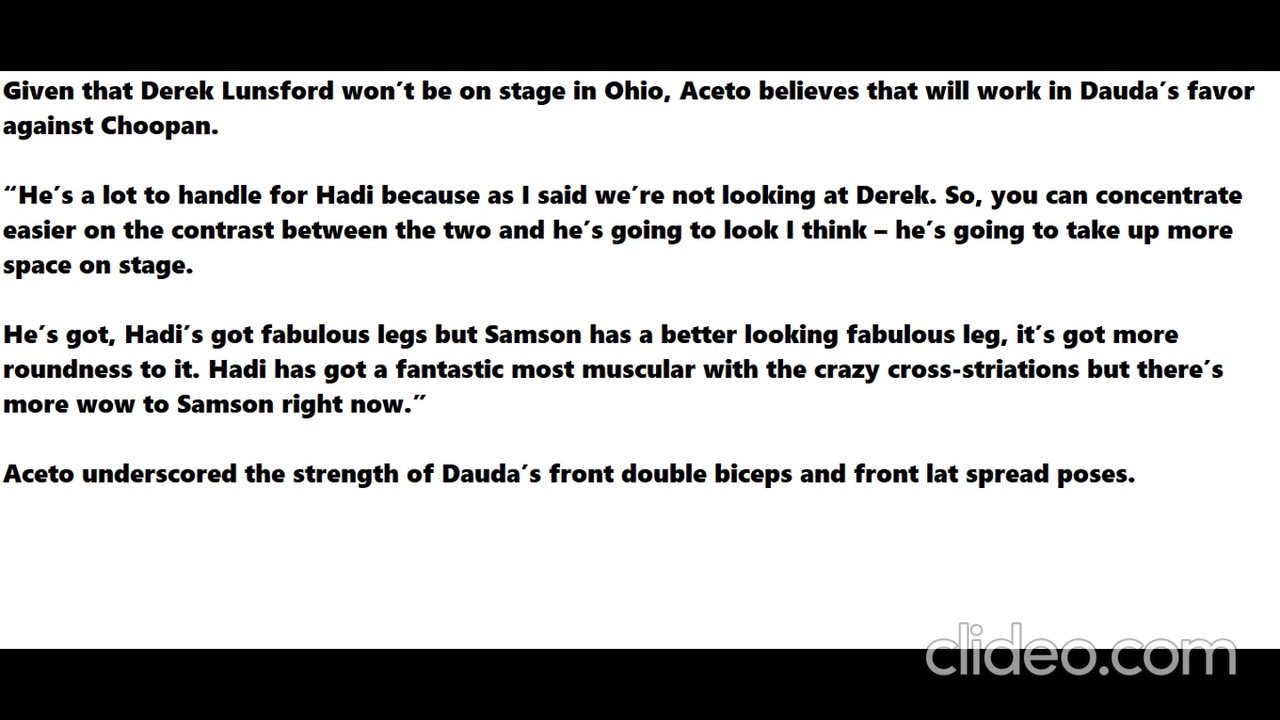 Given that Derek Lunsford won’t be on stage in Ohio, Aceto believes that will work in Dauda’s favor
against Choopan.
“He’s a lot to handle for Hadi because as I said we’re not looking at Derek. So, you can concentrate
easier on the contrast between the two and he’s going to look I think – he’s going to take up more
space on stage.
He’s got, Hadi’s got fabulous legs but Samson has a better looking fabulous leg, it’s got more
roundness to it. Hadi has got a fantastic most muscular with the crazy cross-striations but there’s
more wow to Samson right now.”
Aceto underscored the strength of Dauda’s front double biceps and front lat spread poses.
clideo.com